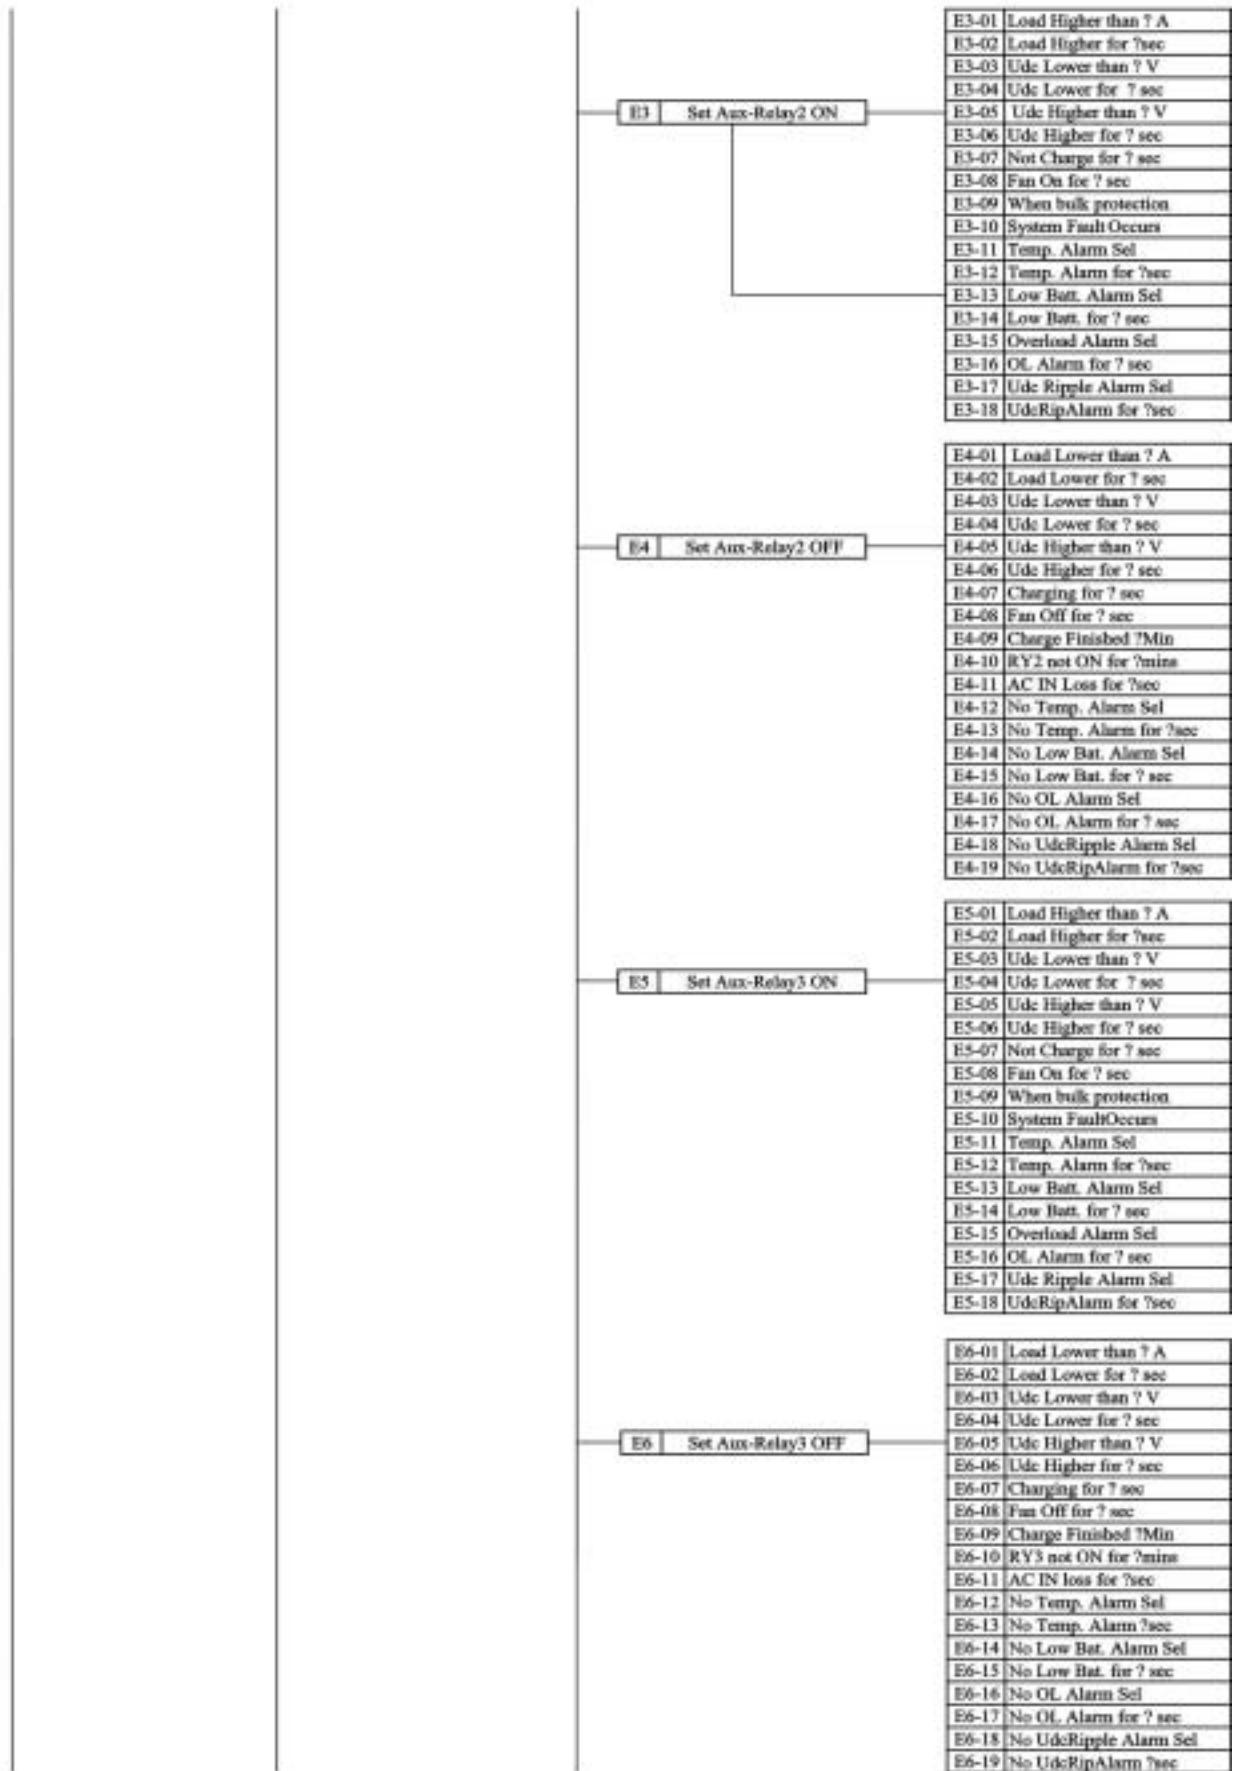 E3-01 Load Higher than ? A
E3-02 Load Higher for ?sec
E3-03 Udc Lower than ? V
E3-04 Udc Lower for ? sec
E3 Set Aux-Relay2 ON
E3-05 Udc Higher than ? V
E3-06 Udc Higher for ? sec
E3-07 Not Charge for ? sec
E3-08 Fan On for ? sec
E3-09 When bulk protection
E3-10 System Fault Occurs
E3-11 Temp. Alarm Sel
E3-12 Temp. Alarm for ?sec
E3-13 Low Batt. Alarm Sel
E3-14 Low Batt. for ? sec
E3-15 Overload Alarm Sel
E3-16 OL Alarm for ? sec
E3-17 Udc Ripple Alarm Sel
E3-18 UdcRipAlarm for ?sec
E4-01 Load Lower than ? A
E4-02 Load Lower for ? sec
E4-03 Udc Lower than ? V
E4-04 Udc Lower for ? sec
E4 Set Aux-Relay2 OFF
E4-05 Udc Higher than ? V
E4-06 Udc Higher for ? sec
E4-07 Charging for ? sec
E4-08 Fan Off for ? sec
E4-09 Charge Finished ?Min
E4-10 RY2 not ON for ?mins
E4-11 AC IN Loss for ?sec
E4-12 No Temp. Alarm Sel
E4-13 No Temp. Alarm for ?sec
E4-14 No Low Bat. Alarm Sel
E4-15 No Low Bat. for ? sec
E4-16 No OL Alarm Sel
E4-17 No OL Alarm for ? sec
E4-18 No UdcRipple Alarm Sel
E4-19 No UdcRipAlarm for ?sec
E5-01 Load Higher than ? A
E5-02 Load Higher for ?sec
E5-03 Udc Lower than ? V
E5 Set Aux-Relay3 ON
E5-04 Udc Lower for ? sec
E5-05 Udc Higher than ? V
E5-06 Udc Higher for ? sec
E5-07 Not Charge for ? sec
E5-08 Fan On for ? sec
E5-09 When bulk protection
E5-10 System FaultOccurs
E5-11 Temp. Alarm Sel
E5-12 Temp. Alarm for ?sec
E5-13 Low Batt. Alarm Sel
E5-14 Low Batt. for ? sec
E5-15 Overload Alarm Sel
E5-16 OL Alarm for ? sec
E5-17 Udc Ripple Alarm Sel
E5-18 UdcRipAlarm for ?sec
E6-01 Load Lower than ? A
E6-02 Load Lower for ? sec
E6-03 Udc Lower than ? V
E6-04 Udc Lower for ? sec
E6 Set Aux-Relay3 OFF
E6-05 Udc Higher than ? V
E6-06 Udc Higher for ? sec
E6-07 Charging for ? sec
E6-08 Fan Off for ? sec
E6-09 Charge Finished ?Min
E6-10 RY3 not ON for ?mins
E6-11 AC IN loss for ?sec
E6-12 No Temp. Alarm Sel
E6-13 No Temp. Alarm ?sec
E6-14 No Low Bat. Alarm Sel
E6-15 No Low Bat. for ? sec
E6-16 No OL Alarm Sel
E6-17 No OL Alarm for ? sec
E6-18 No UdcRipple Alarm Sel
E6-19 No UdcRipAlarm ?sec